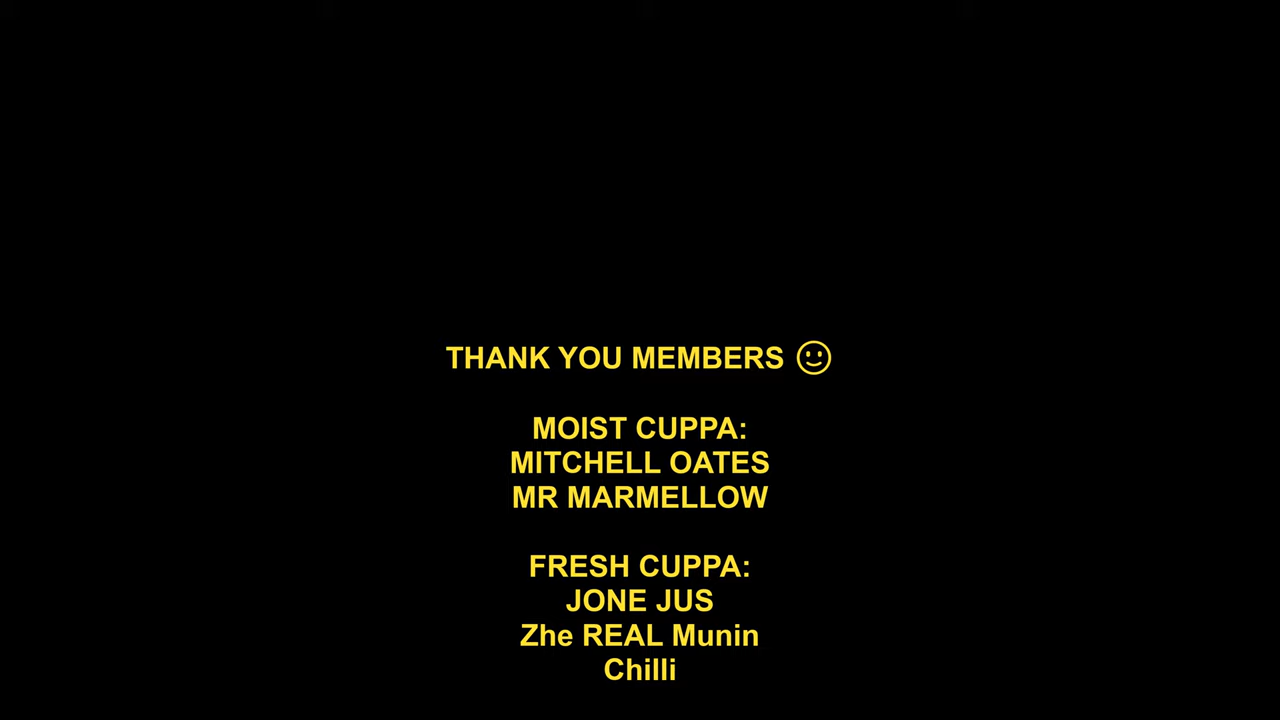 THANK YOU MEMBERS ☺
MOIST CUPPA:
MITCHELL OATES
MR MARMELLOW
FRESH CUPPA:
JONE JUS
Zhe REAL Munin
Chilli